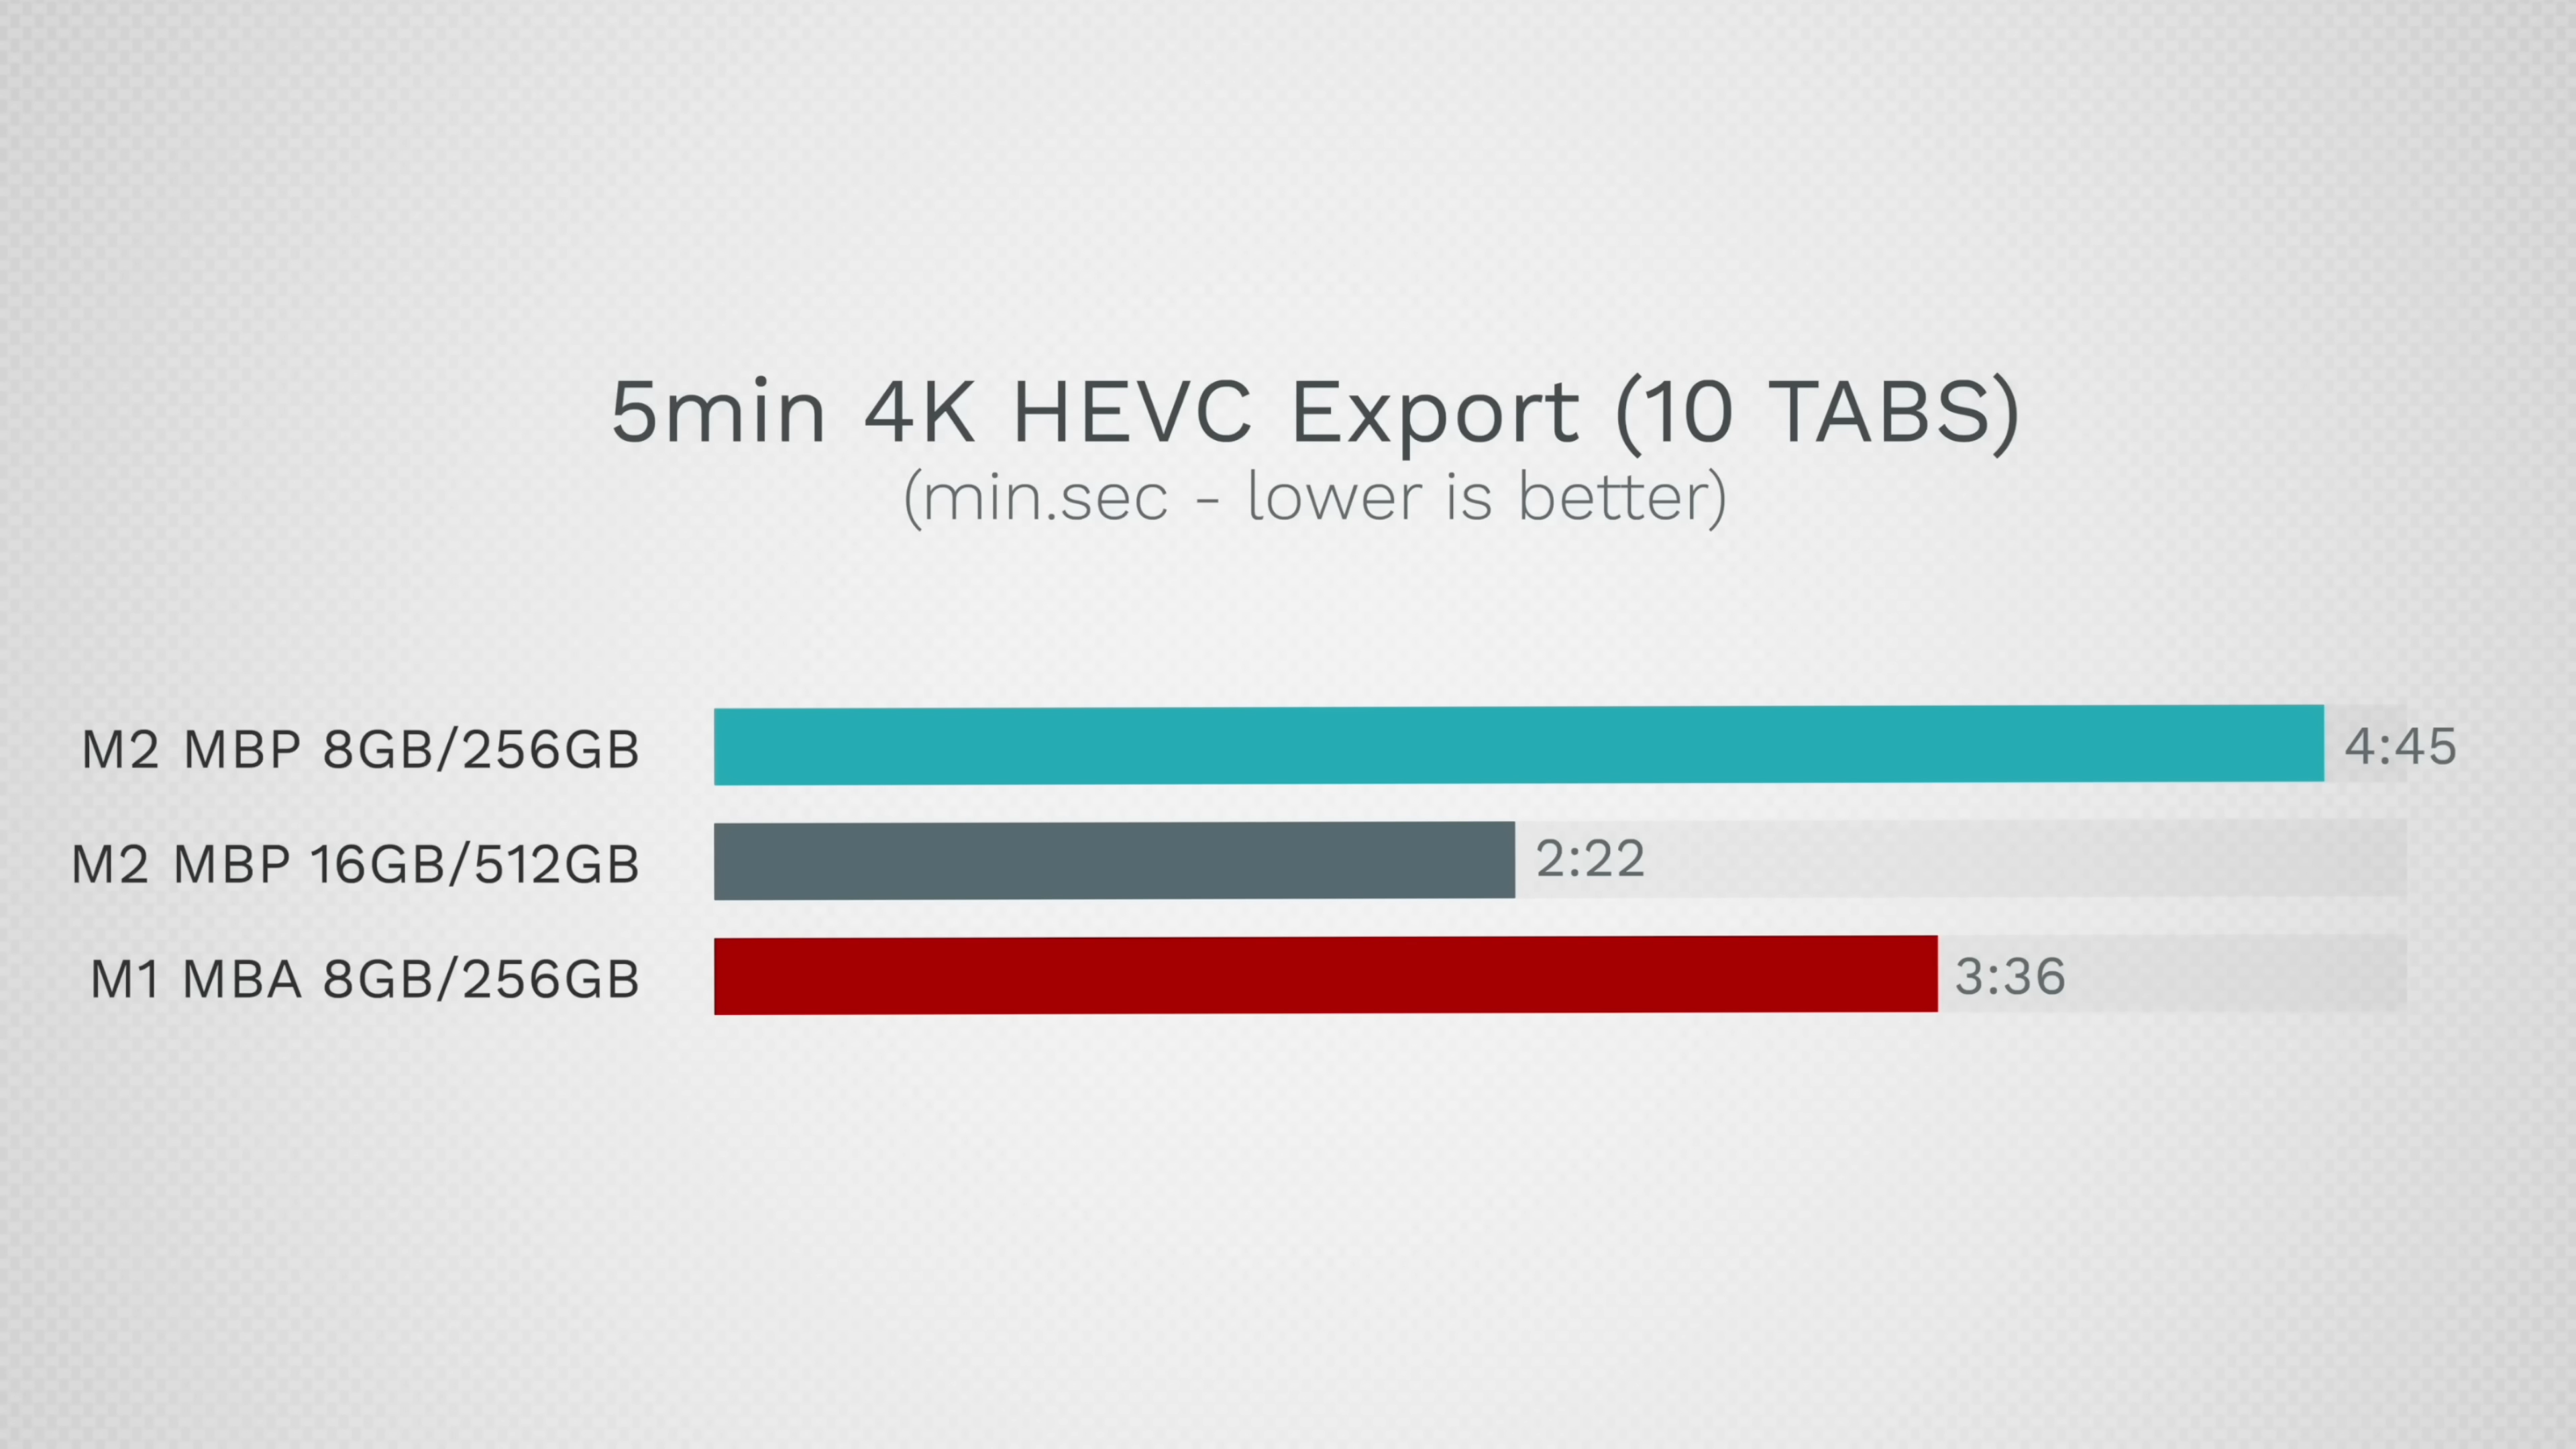 5min 4K HEVC Export (10 TABS)
(min.sec - lower is better)
M2 MBP 8GB/256GB 4:45
M2 MBP 16GB/512GB 2:22
M1 MBA 8GB/256GB 3:36